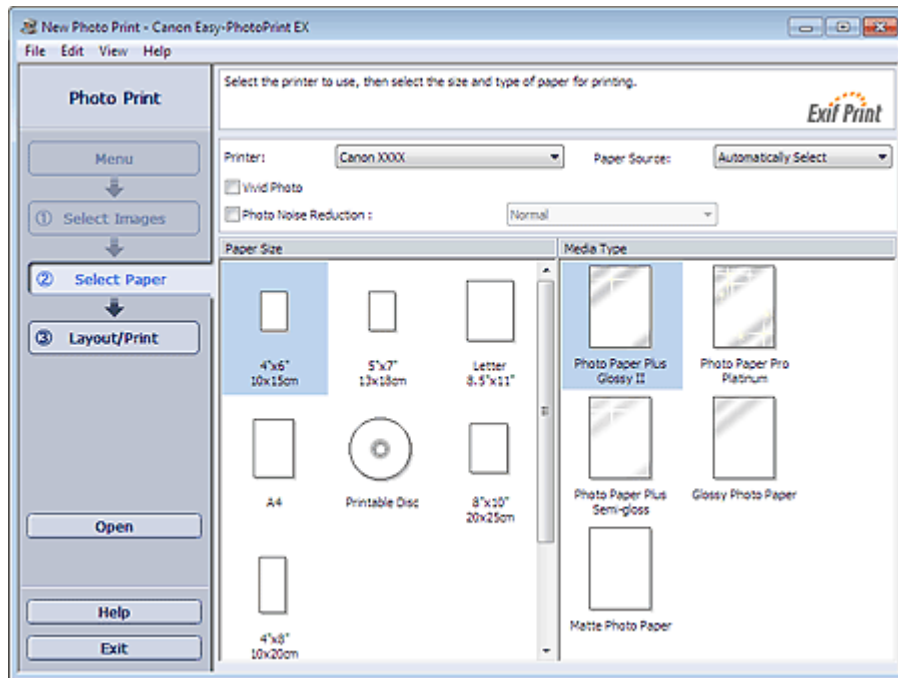 New Photo Print - Canon Easy-PhotoPrint EX
File Edit View Help
Photo Print
Select the printer to use, then select the size and type of paper for printing.
Exif Print
Menu
① Select Images
② Select Paper
③ Layout/Print
Open
Help
Exit
Printer: Canon XXXX Paper Source: Automatically Select
Vivid Photo
Photo Noise Reduction : Normal
Paper Size
4"x6"
10x15cm
5"x7"
13x18cm
Letter
8.5"x11"
A4
Printable Disc
8"x10"
20x25cm
4"x8"
10x20cm
Media Type
Photo Paper Plus
Glossy II
Photo Paper Pro
Platinum
Photo Paper Plus
Semi-gloss
Glossy Photo Paper
Matte Photo Paper